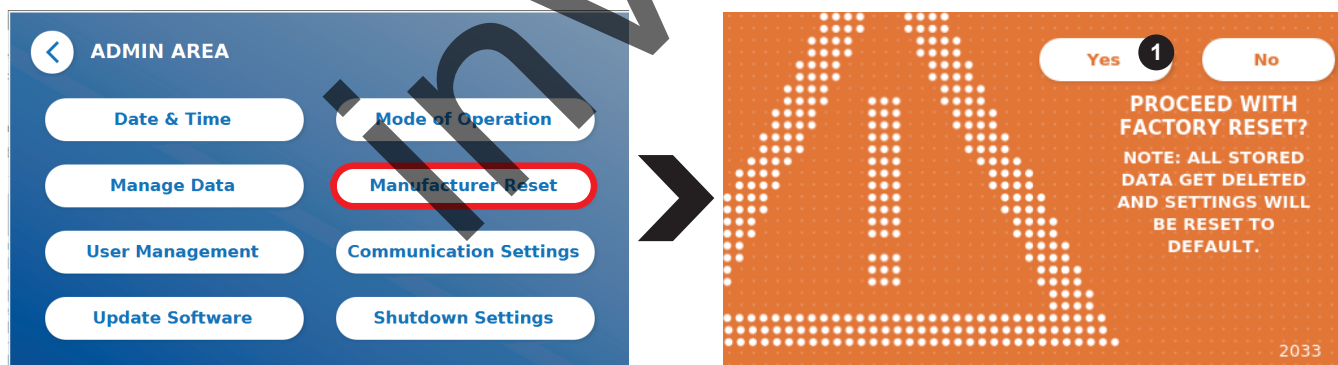 ADMIN AREA
Date & Time
Mode of Operation
Manage Data
Manufacturer Reset
User Management
Communication Settings
Update Software
Shutdown Settings
Yes
1
No
PROCEED WITH
FACTORY RESET?
NOTE: ALL STORED
DATA GET DELETED
AND SETTINGS WILL
BE RESET TO
DEFAULT.
2033
inv